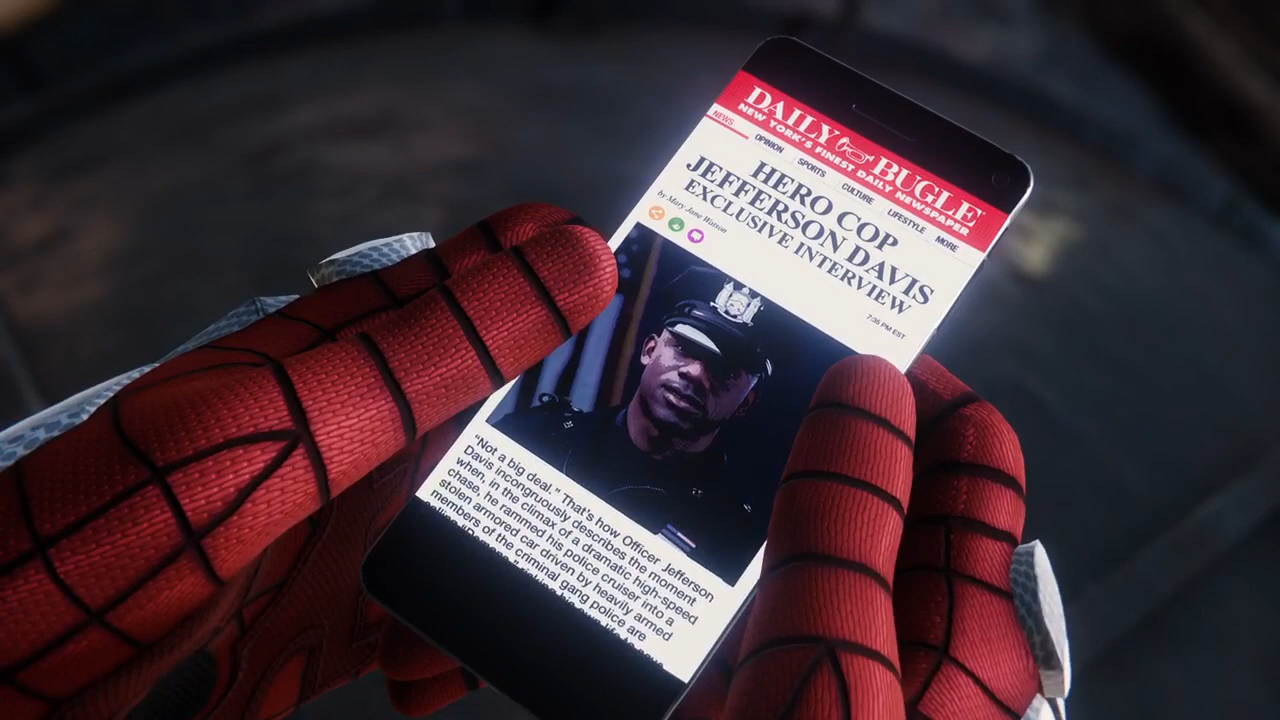 DAILY BUGLE
NEW YORK'S FINEST DAILY NEWSPAPER
NEWS OPINION SPORTS CULTURE LIFESTYLE MORE
HERO COP
JEFFERSON DAVIS
EXCLUSIVE INTERVIEW
by Mary Jane Watson
7:35 PM EST
"Not a big deal." That's how Officer Jefferson
Davis incongruously describes the moment
when, in the climax of a dramatic high-speed
chase, he rammed his police cruiser into a
stolen armored car driven by heavily armed
members of the criminal gang police are